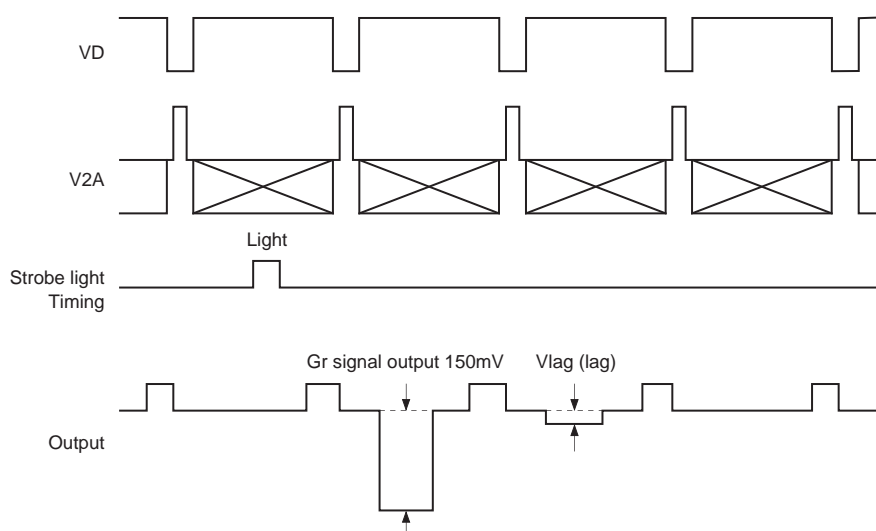 VD
V2A
Light
Strobe light
Timing
Gr signal output 150mV
Vlag (lag)
Output